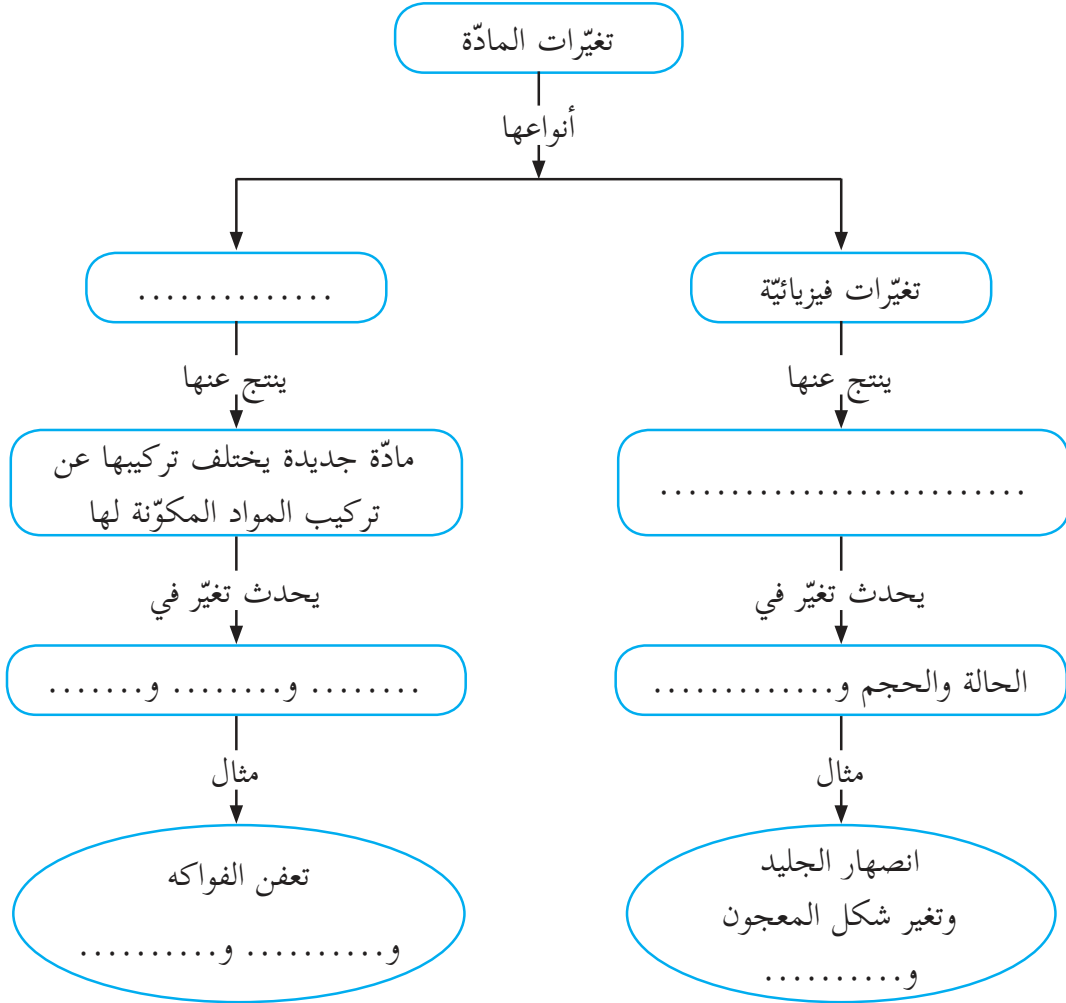 تغيّرات المادّة
أنواعها
تغيّرات فيزيائيّة
ينتج عنها
............................
يحدث تغيّر في
الحالة والحجم و..............
مثال
انصهار الجليد
وتغير شكل المعجون
و..........
..............
ينتج عنها
مادّة جديدة يختلف تركيبها عن
تركيب المواد المكوّنة لها
يحدث تغيّر في
........ و........ و.......
مثال
تعفن الفواكه
و.......... و..........